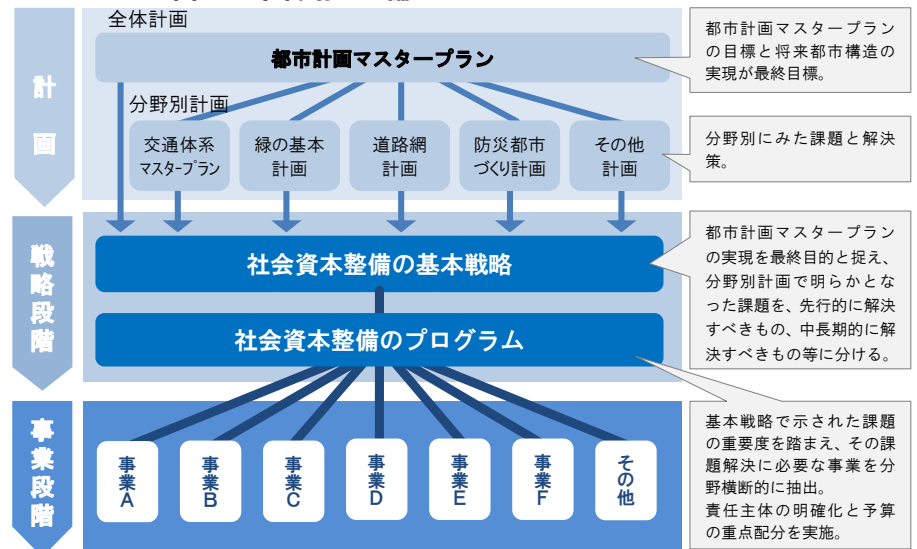 全体計画
都市計画マスタープラン
計
画
分野別計画
交通体系
マスタープラン
緑の基本
計画
道路網
計画
防災都市
づくり計画
その他
計画
都市計画マスタープラン
の目標と将来都市構造の
実現が最終目標。
分野別にみた課題と解決
策。
戦略段階
社会資本整備の基本戦略
社会資本整備のプログラム
都市計画マスタープラン
の実現を最終目的と捉え、
分野別計画で明らかとな
った課題を、先行的に解決
すべきもの、中長期的に解
決すべきもの等に分ける。
事業段階
事業A
事業B
事業C
事業D
事業E
事業F
その他
基本戦略で示された課題
の重要度を踏まえ、その課
題解決に必要な事業を分
野横断的に抽出。
責任主体の明確化と予算
の重点配分を実施。